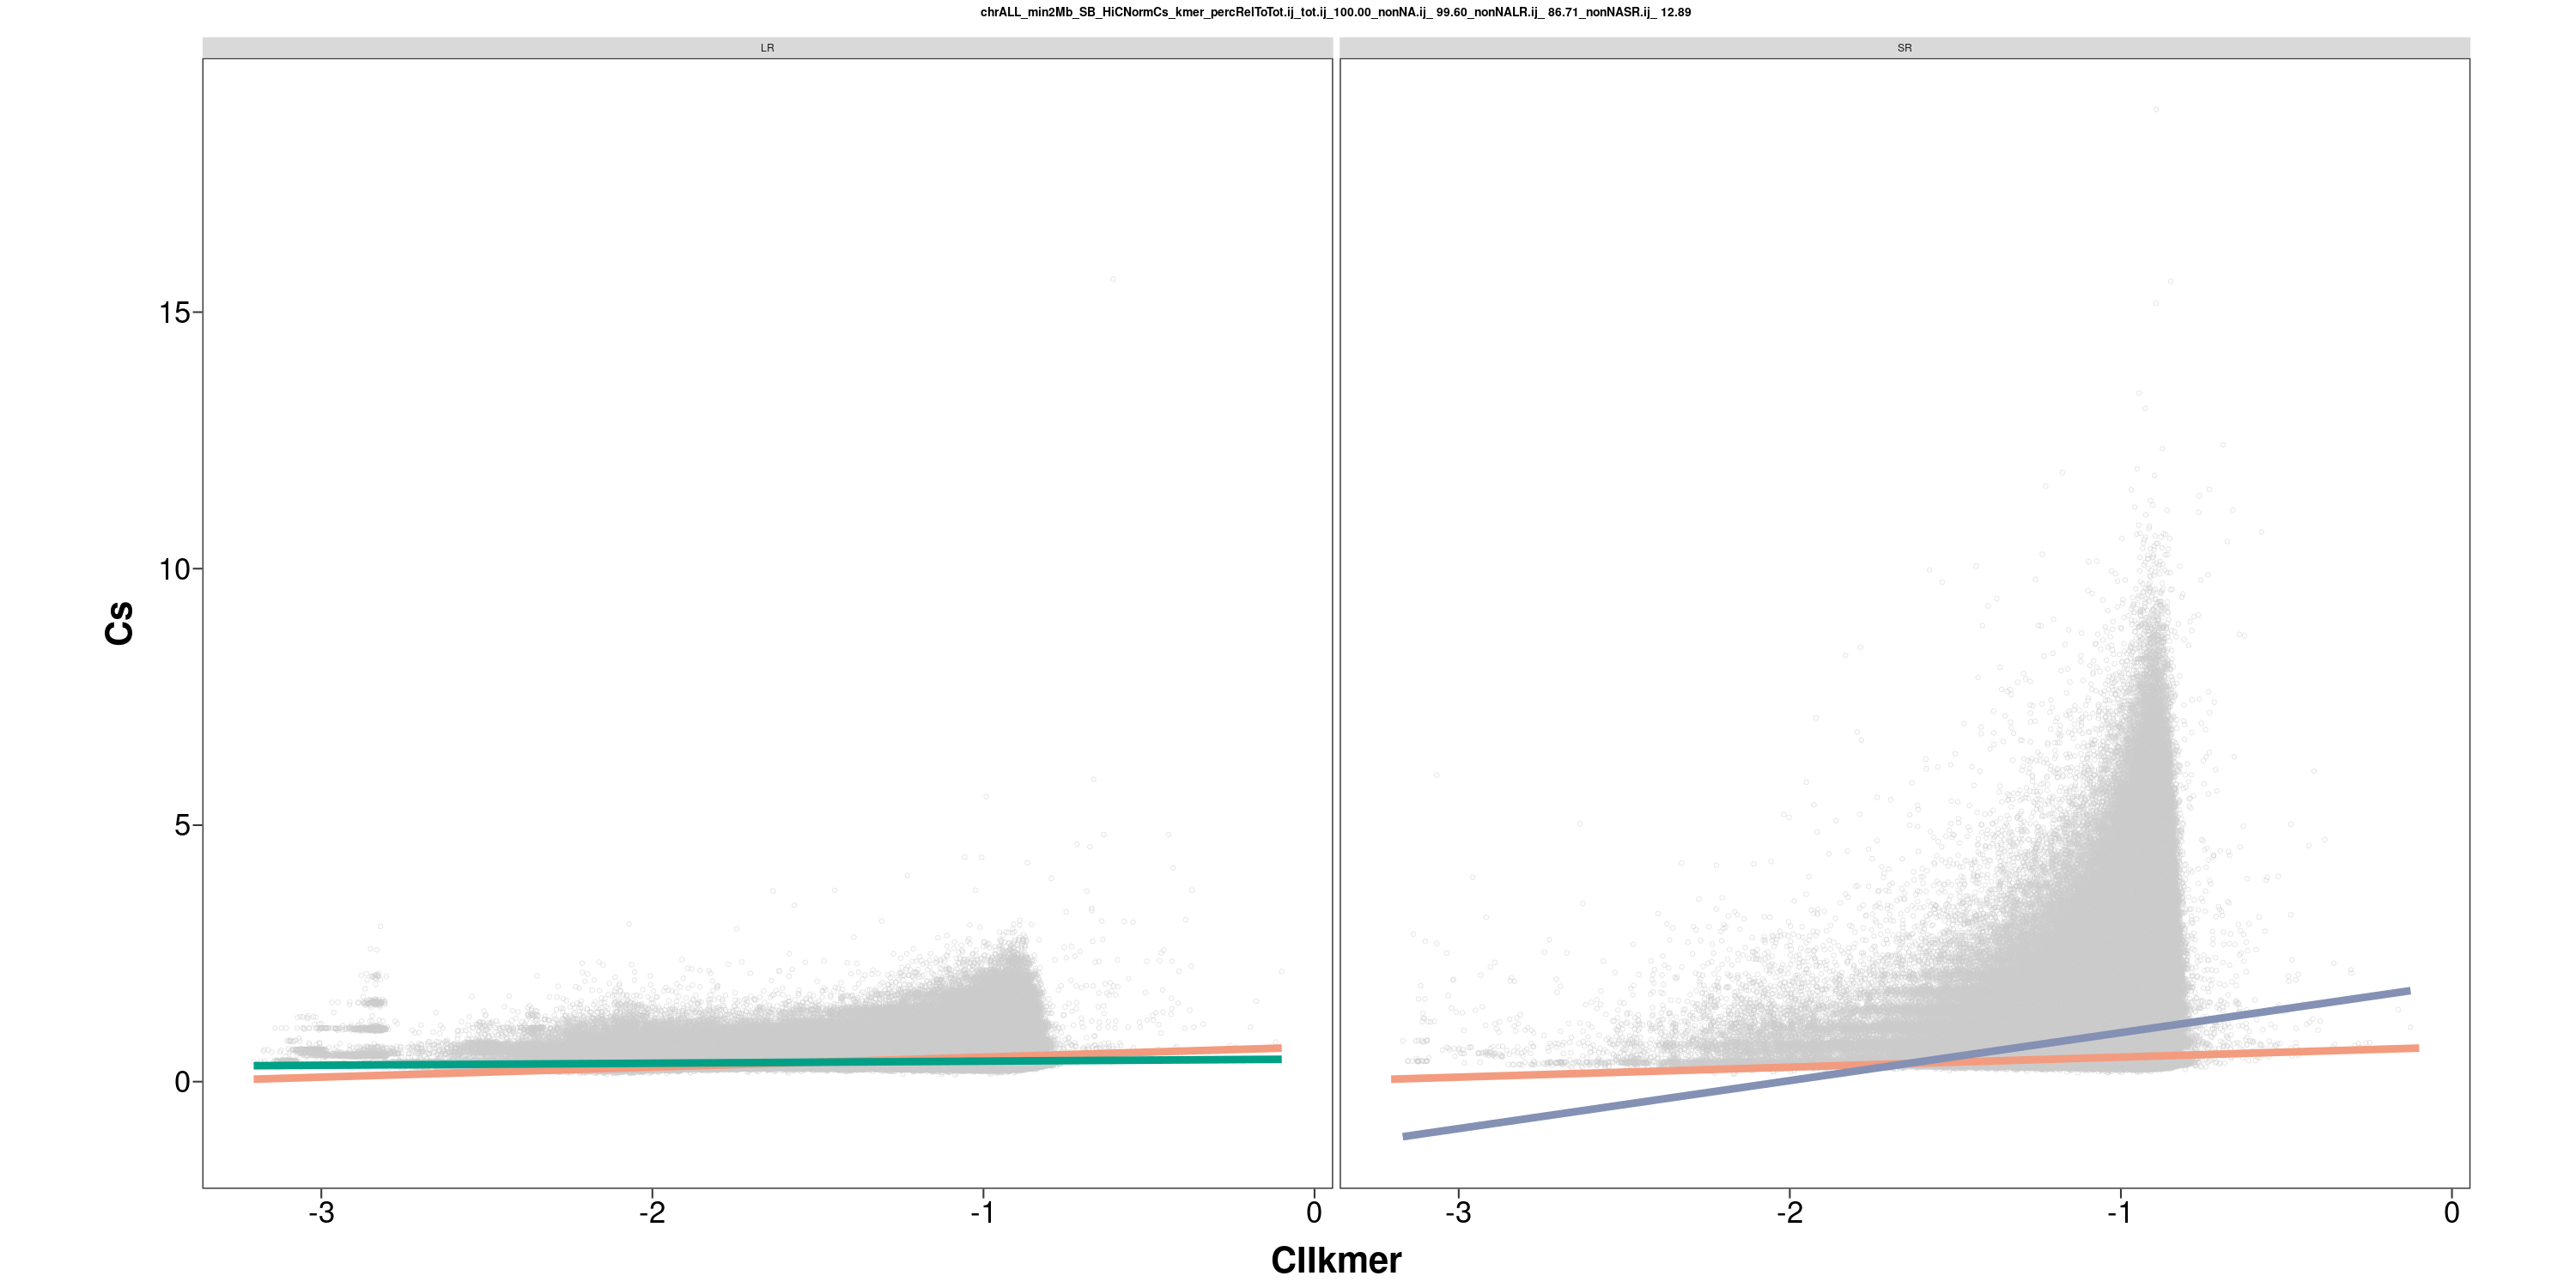 chrALL_min2Mb_SB_HiCNormCs_kmer_percRelToTot.ij_tot.ij_100.00_nonNA.ij_ 99.60_nonNALR.ij_ 86.71_nonNASR.ij_ 12.89
LR
SR
15
10
5
0
Cs
-3
-2
-1
0
-3
-2
-1
0
CIIkmer